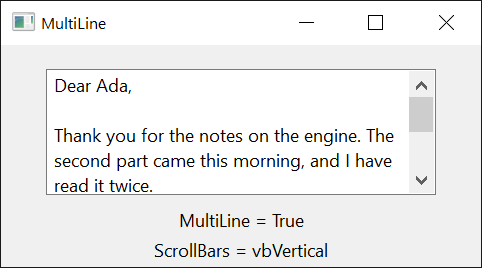 MultiLine
Dear Ada,
Thank you for the notes on the engine. The
second part came this morning, and I have
read it twice.
MultiLine = True
ScrollBars = vbVertical